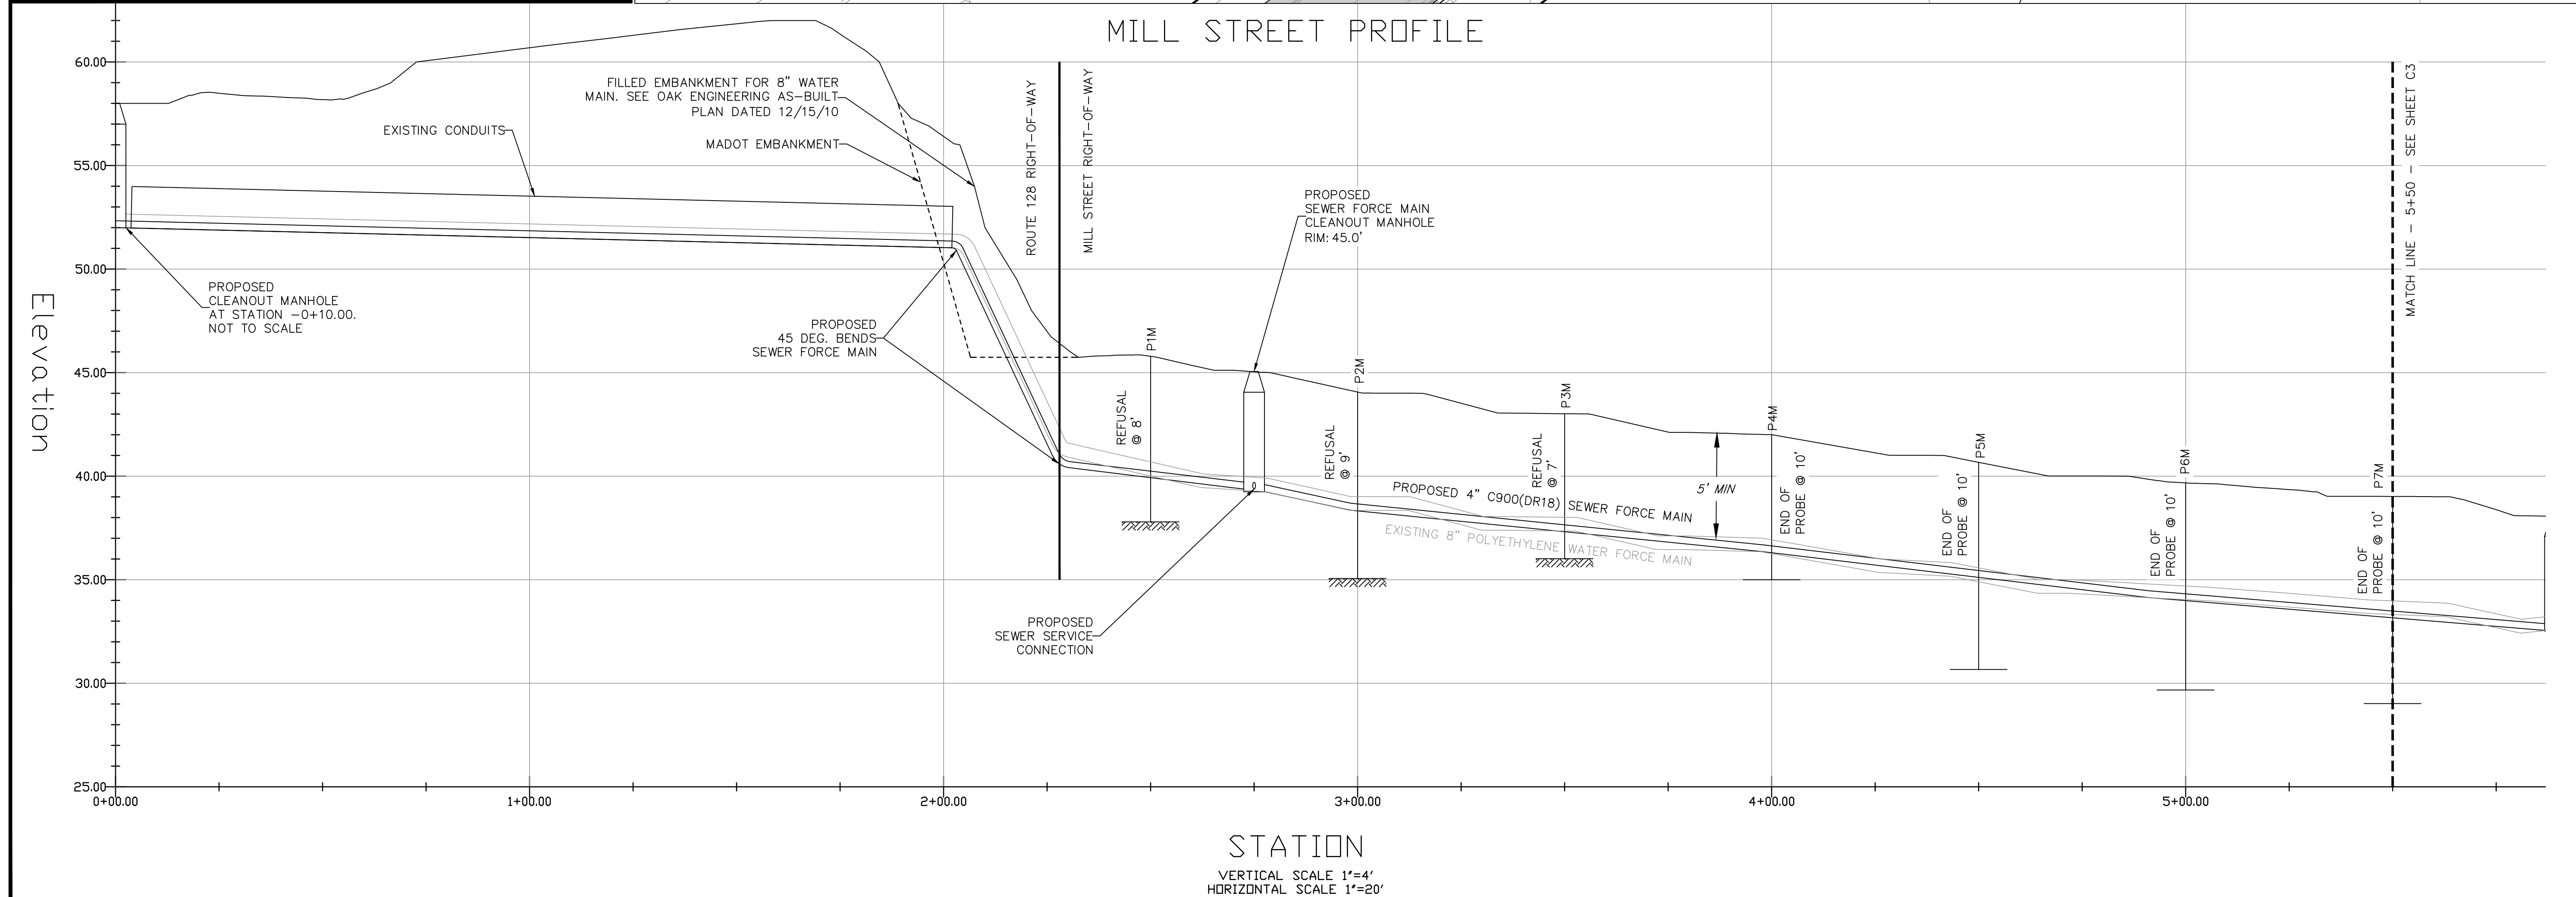 MILL STREET PROFILE
60.00
55.00
50.00
45.00
40.00
35.00
30.00
25.00
Elevation
FILLED EMBANKMENT FOR 8" WATER
MAIN. SEE OAK ENGINEERING AS-BUILT
PLAN DATED 12/15/10
EXISTING CONDUITS
MADOT EMBANKMENT
ROUTE 128 RIGHT-OF-WAY
MILL STREET RIGHT-OF-WAY
PROPOSED
SEWER FORCE MAIN
CLEANOUT MANHOLE
RIM: 45.0'
MATCH LINE - 5+50 - SEE SHEET C3
PROPOSED
CLEANOUT MANHOLE
AT STATION -0+10.00.
NOT TO SCALE
PROPOSED
45 DEG. BENDS
SEWER FORCE MAIN
P1M
REFUSAL
@ 8'
P2M
REFUSAL
@ 9'
P3M
REFUSAL
@ 7'
PROPOSED 4" C900(DR18) SEWER FORCE MAIN
EXISTING 8" POLYETHYLENE WATER FORCE MAIN
5' MIN
P4M
END OF
PROBE @ 10'
P5M
END OF
PROBE @ 10'
P6M
END OF
PROBE @ 10'
P7M
END OF
PROBE @ 10'
PROPOSED
SEWER SERVICE
CONNECTION
0+00.00
1+00.00
2+00.00
3+00.00
4+00.00
5+00.00
STATION
VERTICAL SCALE 1"=4'
HORIZONTAL SCALE 1"=20'